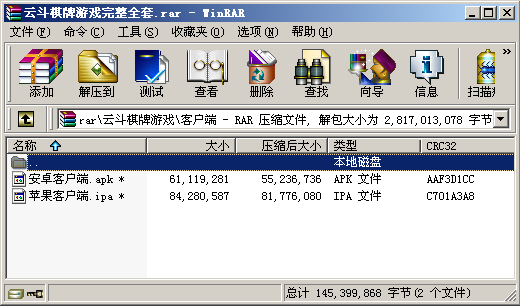 云斗棋牌游戏完整全套.rar - WinRAR
文件(F) 命令(C) 工具(S) 收藏夹(O) 选项(N) 帮助(H)
添加 解压到 测试 查看 删除 查找 向导 信息 扫描
rar\云斗棋牌游戏\客户端 - RAR 压缩文件, 解包大小为 2,817,013,078 字节
名称 大小 压缩后大小 类型 CRC32
.. 本地磁盘
安卓客户端.apk * 61,119,281 55,236,736 APK 文件 AAF3D1CC
苹果客户端.ipa * 84,280,587 81,776,080 IPA 文件 C701A3A8
总计 145,399,868 字节(2 个文件)